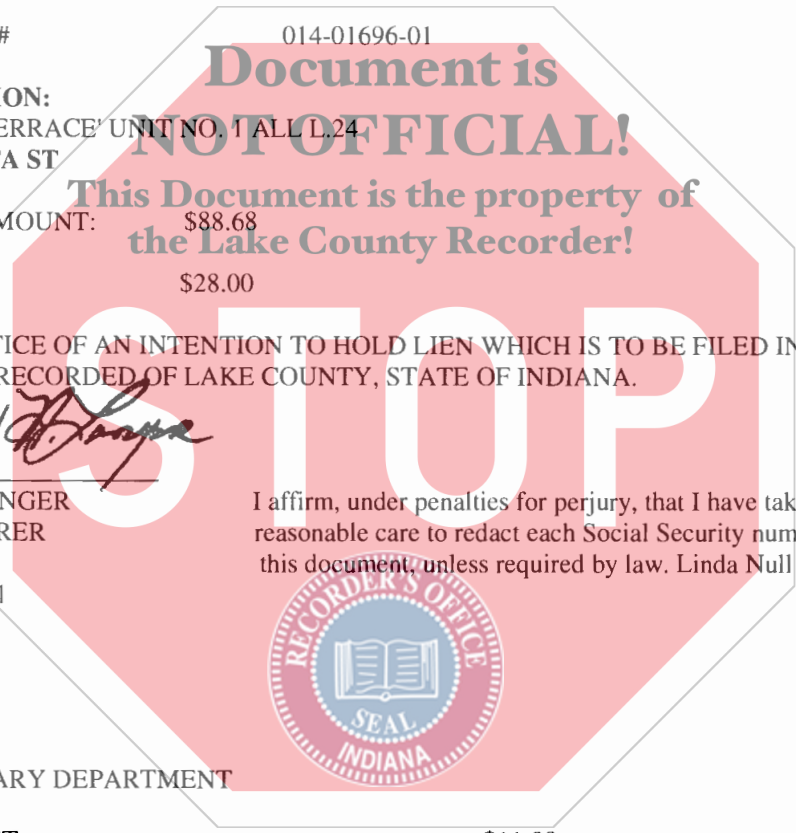 # 014-01696-01
Document is
ION:
ERRACE' UNIT NO. 1 ALL L.24
NOT OFFICIAL!
TA ST
This Document is the property of
MOUNT: $88.68
the Lake County Recorder!
$28.00
TICE OF AN INTENTION TO HOLD LIEN WHICH IS TO BE FILED IN
RECORDED OF LAKE COUNTY, STATE OF INDIANA.
STOP
NGER I affirm, under penalties for perjury, that I have tak
RER reasonable care to redact each Social Security num
this document, unless required by law. Linda Null
RECORDER'S OFFICE
SEAL
INDIANA
ARY DEPARTMENT